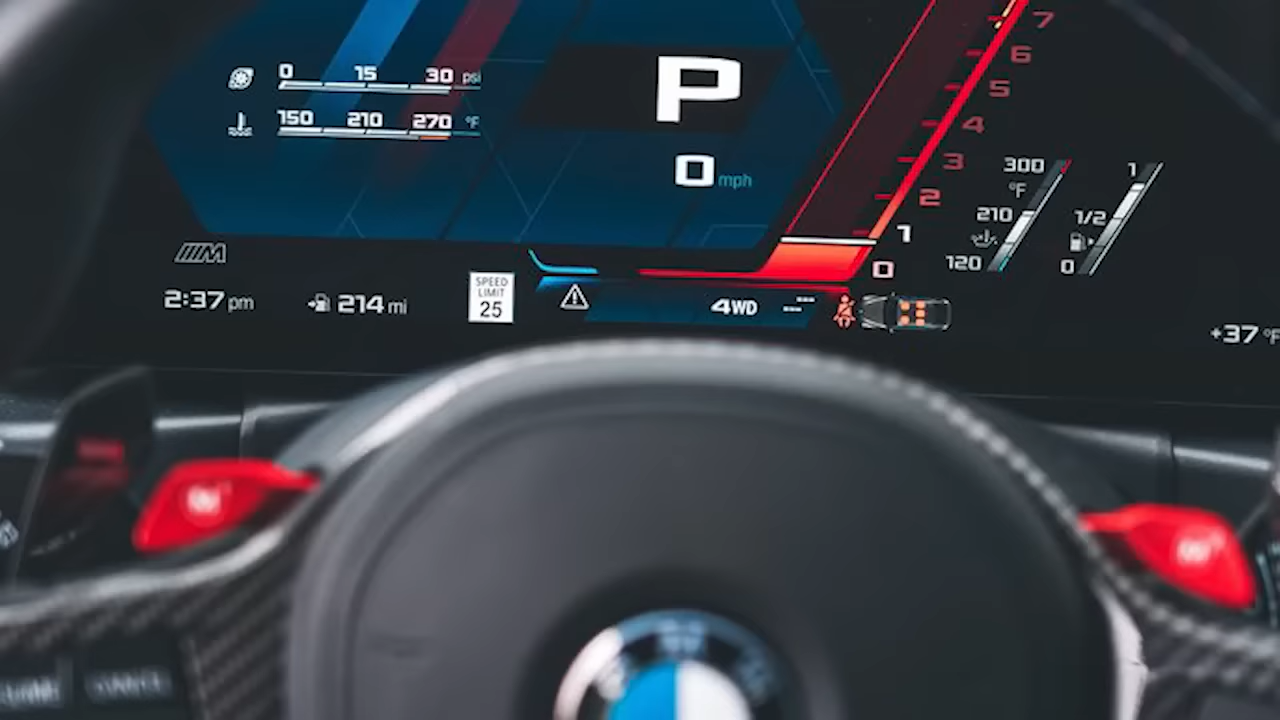 7
6
5
4
3
2
1
0
P
0 mph
0 15 30 psi
150 210 270 °F
300
°F
210
120
1
1/2
0
M
2:37 pm
214 mi
SPEED
LIMIT
25
4WD
+37 °F
CANCEL